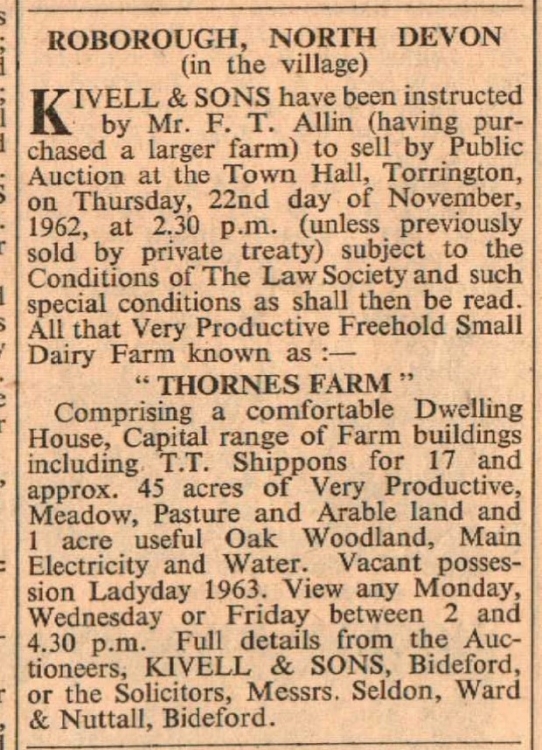 ROBOROUGH, NORTH DEVON
(in the village)
KIVELL & SONS have been instructed
by Mr. F. T. Allin (having pur-
chased a larger farm) to sell by Public
Auction at the Town Hall, Torrington,
on Thursday, 22nd day of November,
1962, at 2.30 p.m. (unless previously
sold by private treaty) subject to the
Conditions of The Law Society and such
special conditions as shall then be read.
All that Very Productive Freehold Small
Dairy Farm known as :—
“ THORNES FARM ”
Comprising a comfortable Dwelling
House, Capital range of Farm buildings
including T.T. Shippons for 17 and
approx. 45 acres of Very Productive,
Meadow, Pasture and Arable land and
1 acre useful Oak Woodland, Main
Electricity and Water. Vacant posses-
sion Ladyday 1963. View any Monday,
Wednesday or Friday between 2 and
4.30 p.m. Full details from the Auc-
tioneers, KIVELL & SONS, Bideford,
or the Solicitors, Messrs. Seldon, Ward
& Nuttall, Bideford.